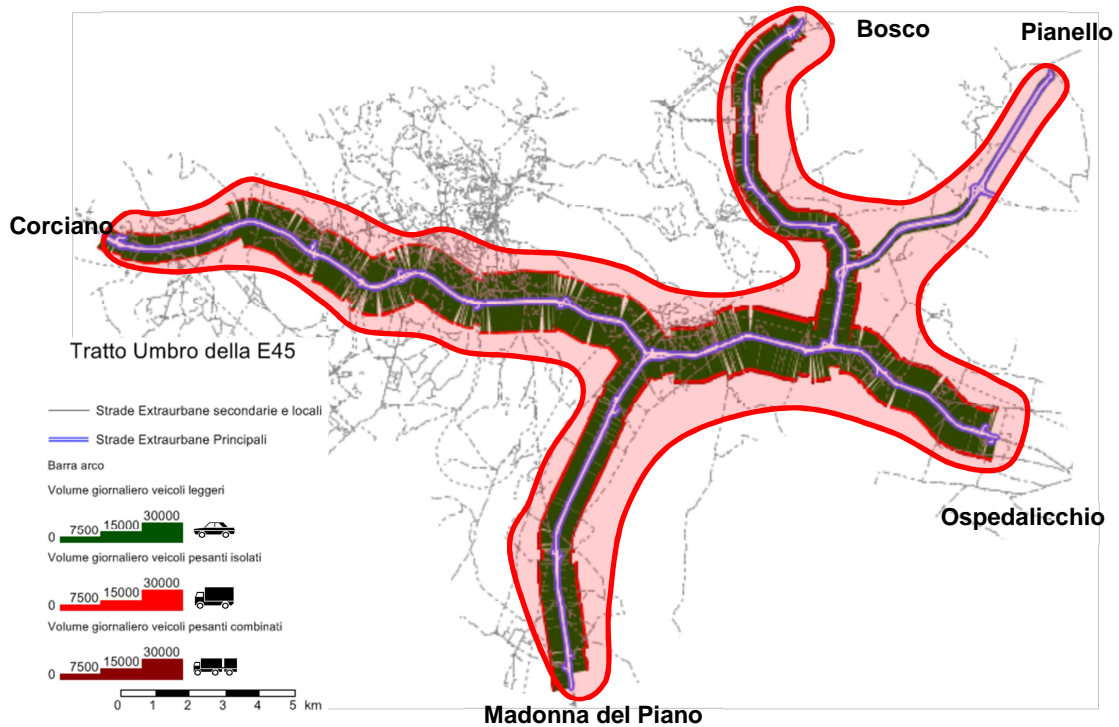 Bosco
Pianello
Corciano
Tratto Umbro della E45
Strade Extraurbane secondarie e locali
Strade Extraurbane Principali
Barra arco
Volume giornaliero veicoli leggeri
0 7500 15000 30000
Volume giornaliero veicoli pesanti isolati
0 7500 15000 30000
Volume giornaliero veicoli pesanti combinati
0 7500 15000 30000
0 1 2 3 4 5 km
Ospedalicchio
Madonna del Piano